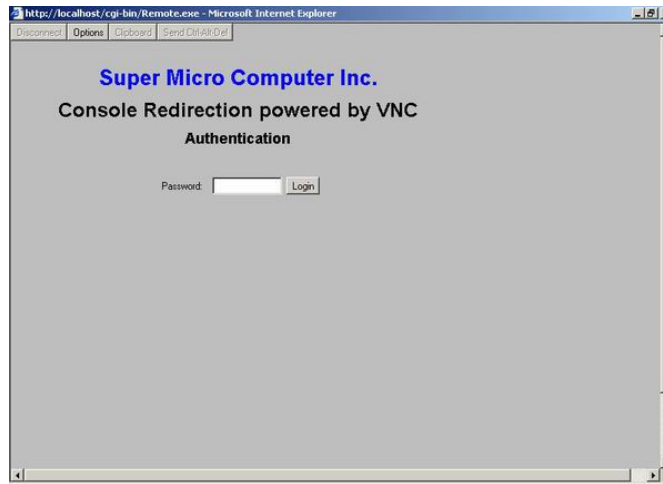 http://localhost/cgi-bin/Remote.exe - Microsoft Internet Explorer
Disconnect Options Clipboard Send Ctrl-Alt-Del
Super Micro Computer Inc.
Console Redirection powered by VNC
Authentication
Password: Login